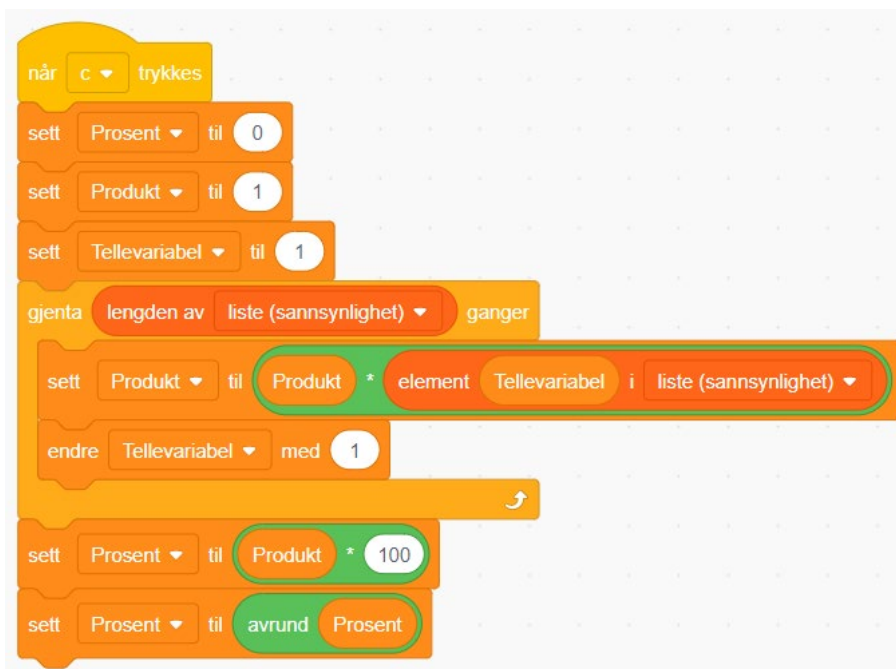 når c trykkes
sett Prosent til 0
sett Produkt til 1
sett Tellevariabel til 1
gjenta lengden av liste (sannsynlighet) ganger
sett Produkt til Produkt * element Tellevariabel i liste (sannsynlighet)
endre Tellevariabel med 1
sett Prosent til Produkt * 100
sett Prosent til avrund Prosent